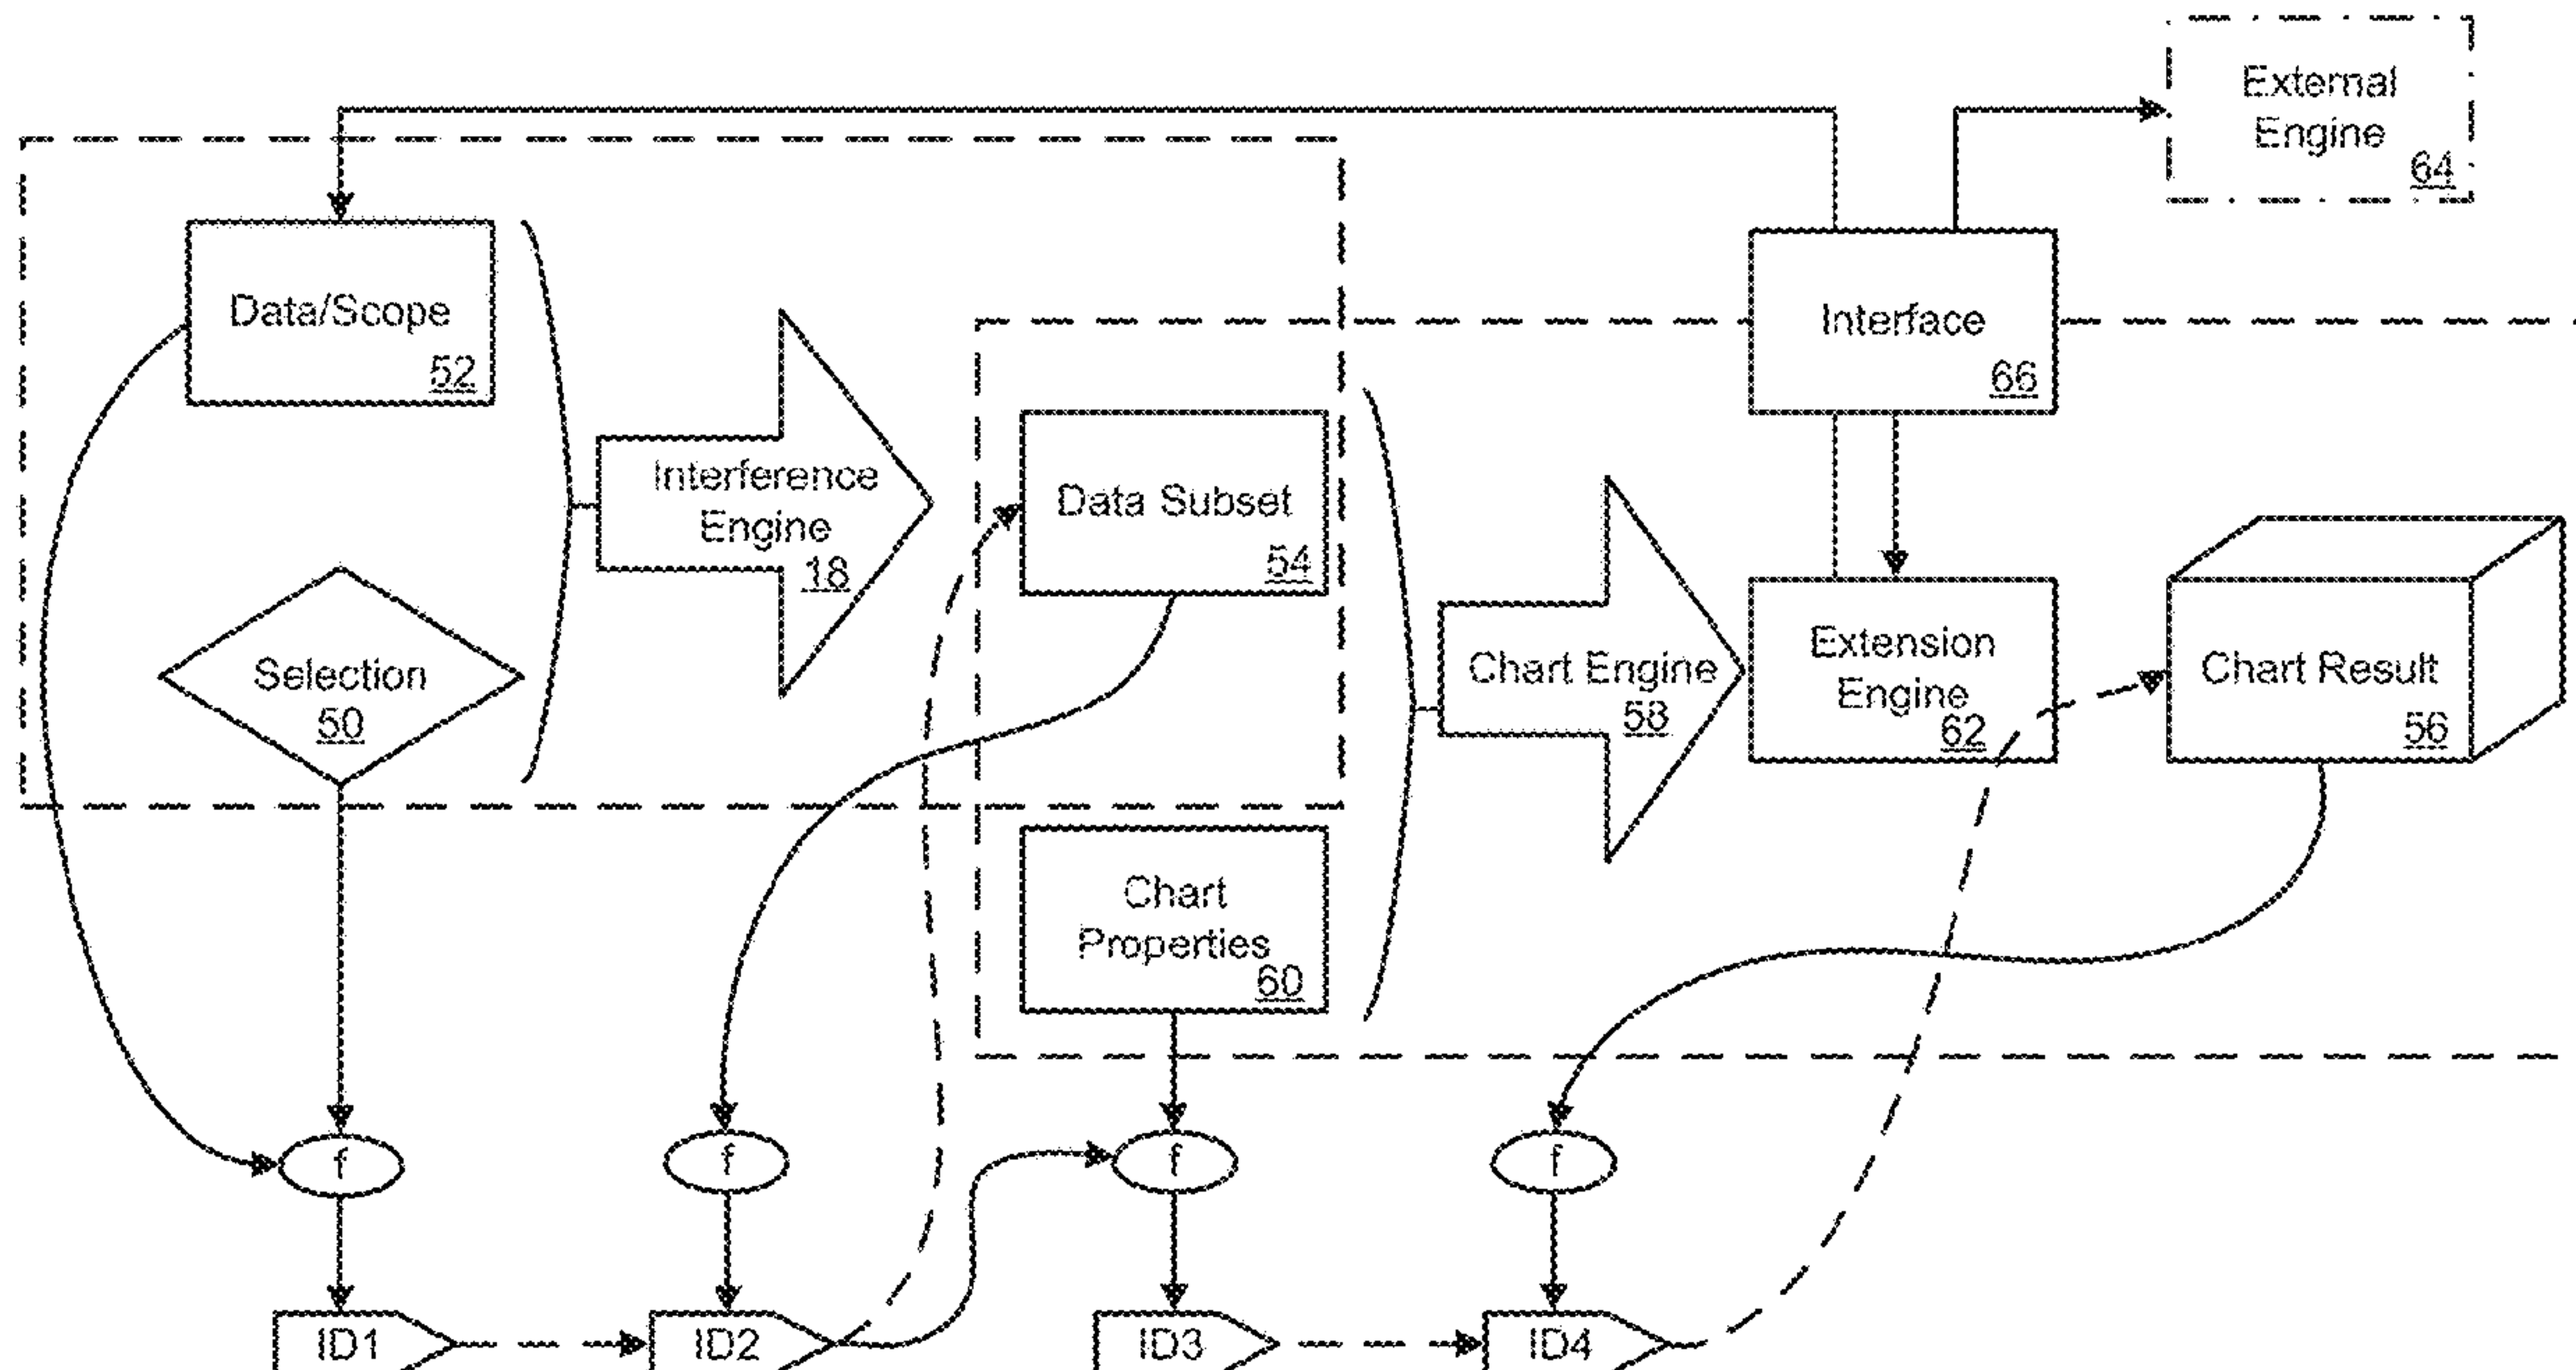 External
Engine
64
Data/Scope
52
Interface
66
Interference
Engine
18
Data Subset
54
Selection
50
Chart Engine
58
Extension
Engine
62
Chart Result
56
Chart
Properties
60
f
f
f
f
ID1
ID2
ID3
ID4